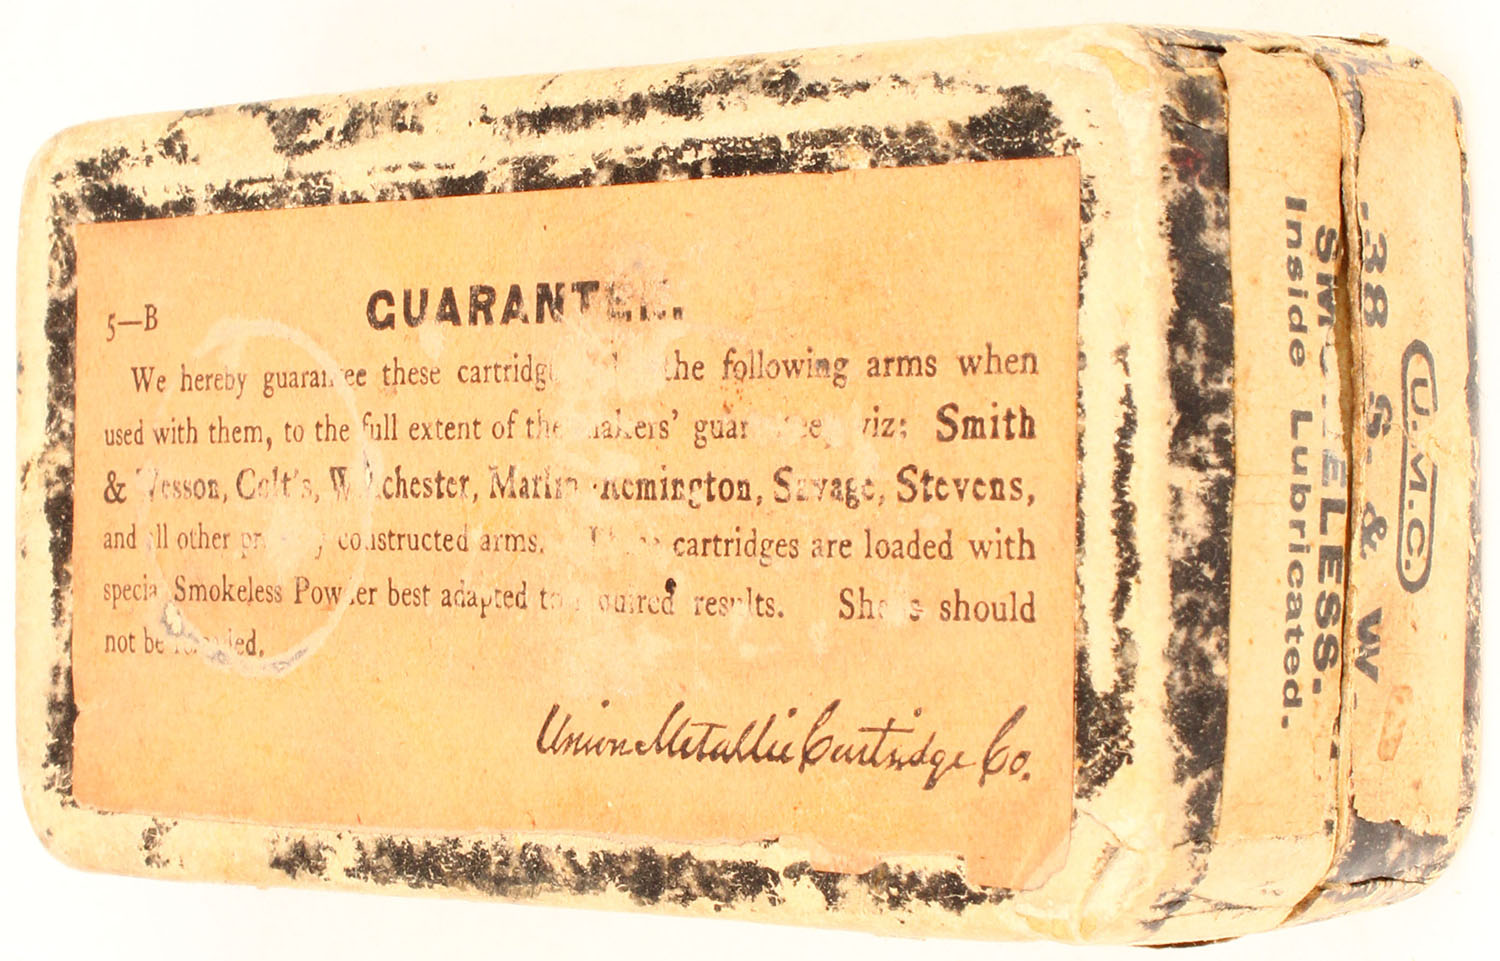 5—B
GUARANTEE.
We hereby guarantee these cartridges the following arms when
used with them, to the full extent of the makers' guarantee, viz: Smith
& Wesson, Colt's, Winchester, Marlin Remington, Savage, Stevens,
and all other properly constructed arms. These cartridges are loaded with
special Smokeless Powder best adapted to required results. Shells should
not be reloaded.
Union Metallic Cartridge Co.
U.M.C.
.38 S. & W.
SMOKELESS.
Inside Lubricated.